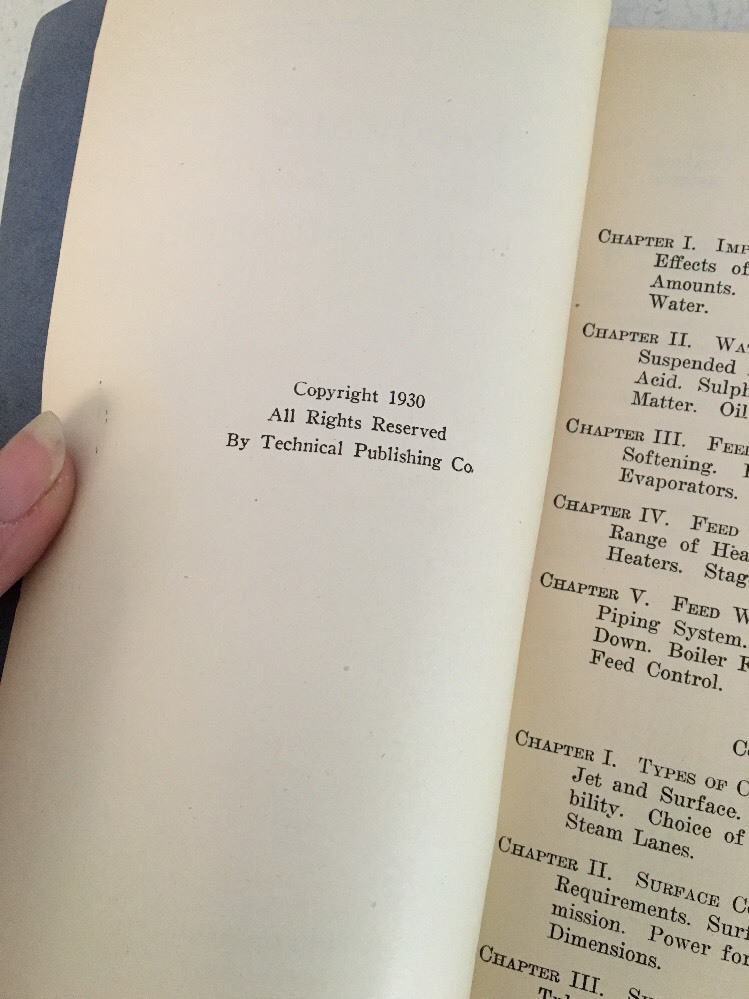 Copyright 1930
All Rights Reserved
By Technical Publishing Co.
CHAPTER I.
Effects of
Amounts.
Water.
CHAPTER II.
Suspended
Acid.
Matter. Oil
CHAPTER III. FEED
Softening.
Evaporators.
CHAPTER IV. FEED
Range of
Heaters.
CHAPTER V. FEED
Piping System.
Down. Boiler
Feed Control.
CHAPTER I. TYPES OF
Jet and Surface.
bility. Choice of
Steam Lanes.
CHAPTER II. SURFACE
Requirements.
mission. Power for
Dimensions.
CHAPTER III.